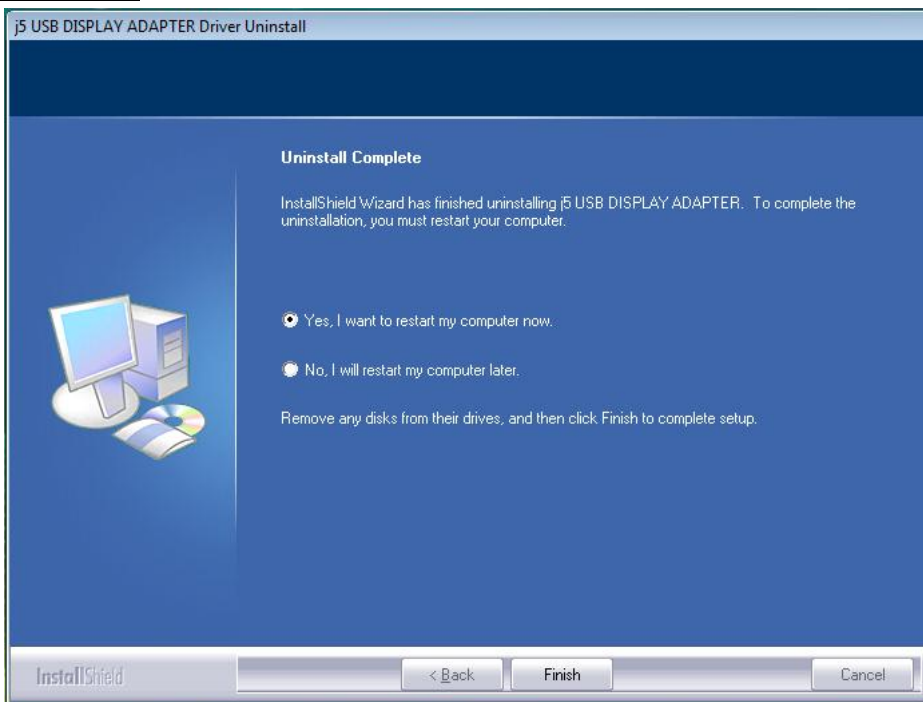 j5 USB DISPLAY ADAPTER Driver Uninstall
Uninstall Complete
InstallShield Wizard has finished uninstalling j5 USB DISPLAY ADAPTER. To complete the
uninstallation, you must restart your computer.
Yes, I want to restart my computer now.
No, I will restart my computer later.
Remove any disks from their drives, and then click Finish to complete setup.
InstallShield
< Back
Finish
Cancel